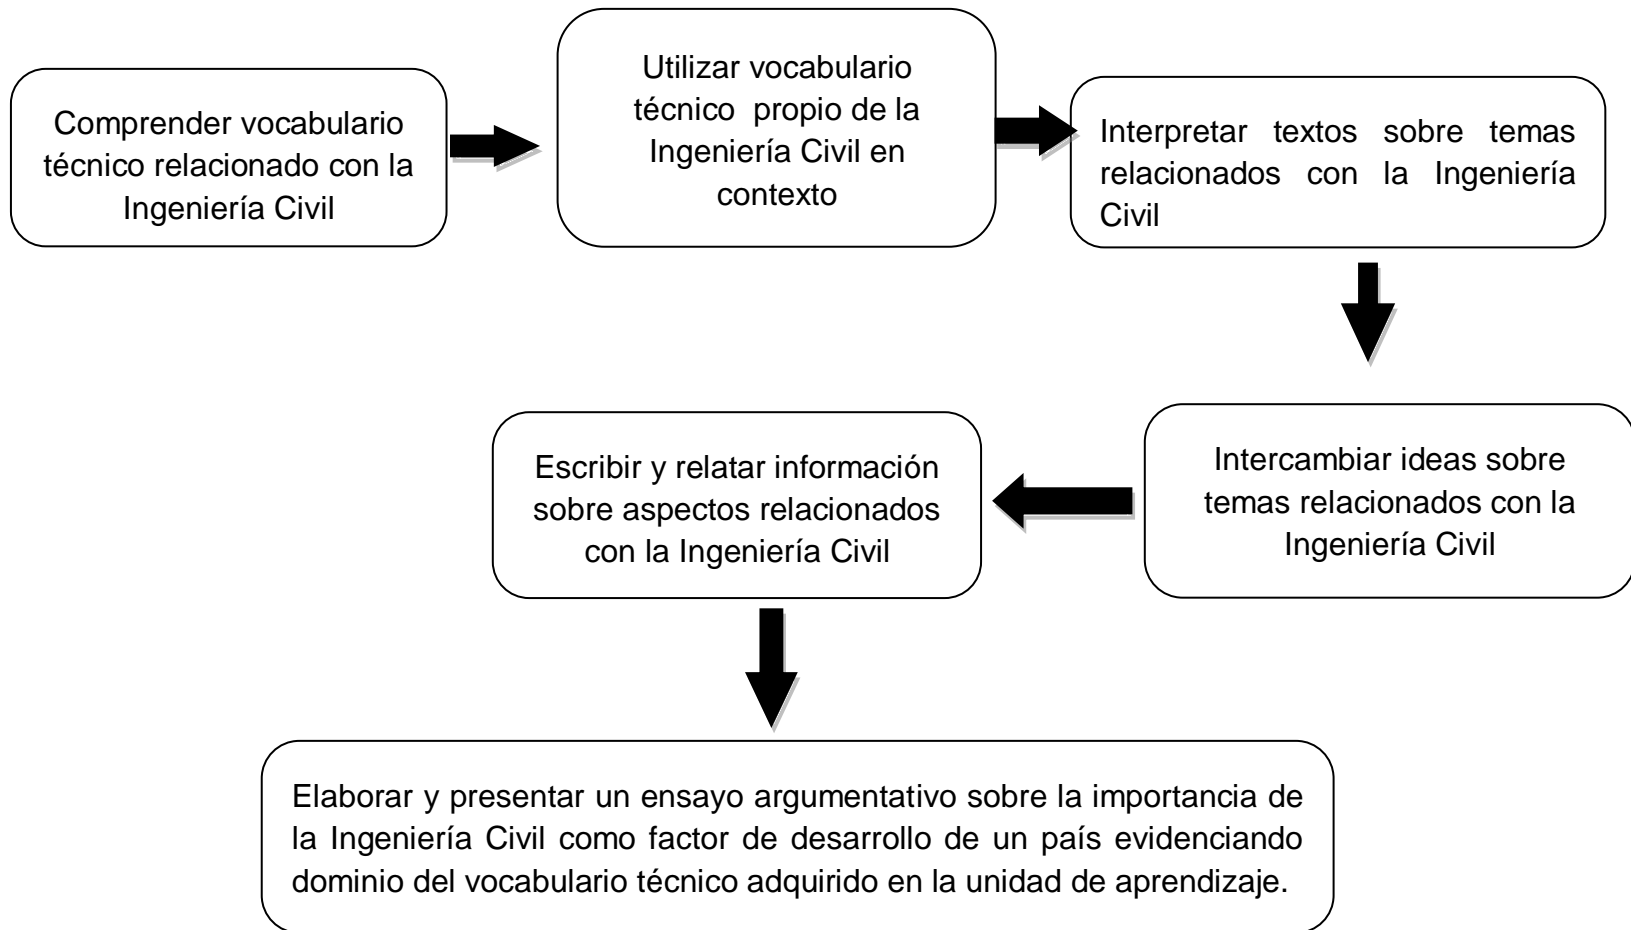 Comprender vocabulario
técnico relacionado con la
Ingeniería Civil
Utilizar vocabulario
técnico  propio de la
Ingeniería Civil en
contexto
Interpretar textos sobre temas
relacionados con la Ingeniería
Civil
Intercambiar ideas sobre
temas relacionados con la
Ingeniería Civil
Escribir y relatar información
sobre aspectos relacionados
con la Ingeniería Civil
Elaborar y presentar un ensayo argumentativo sobre la importancia de
la Ingeniería Civil como factor de desarrollo de un país evidenciando
dominio del vocabulario técnico adquirido en la unidad de aprendizaje.